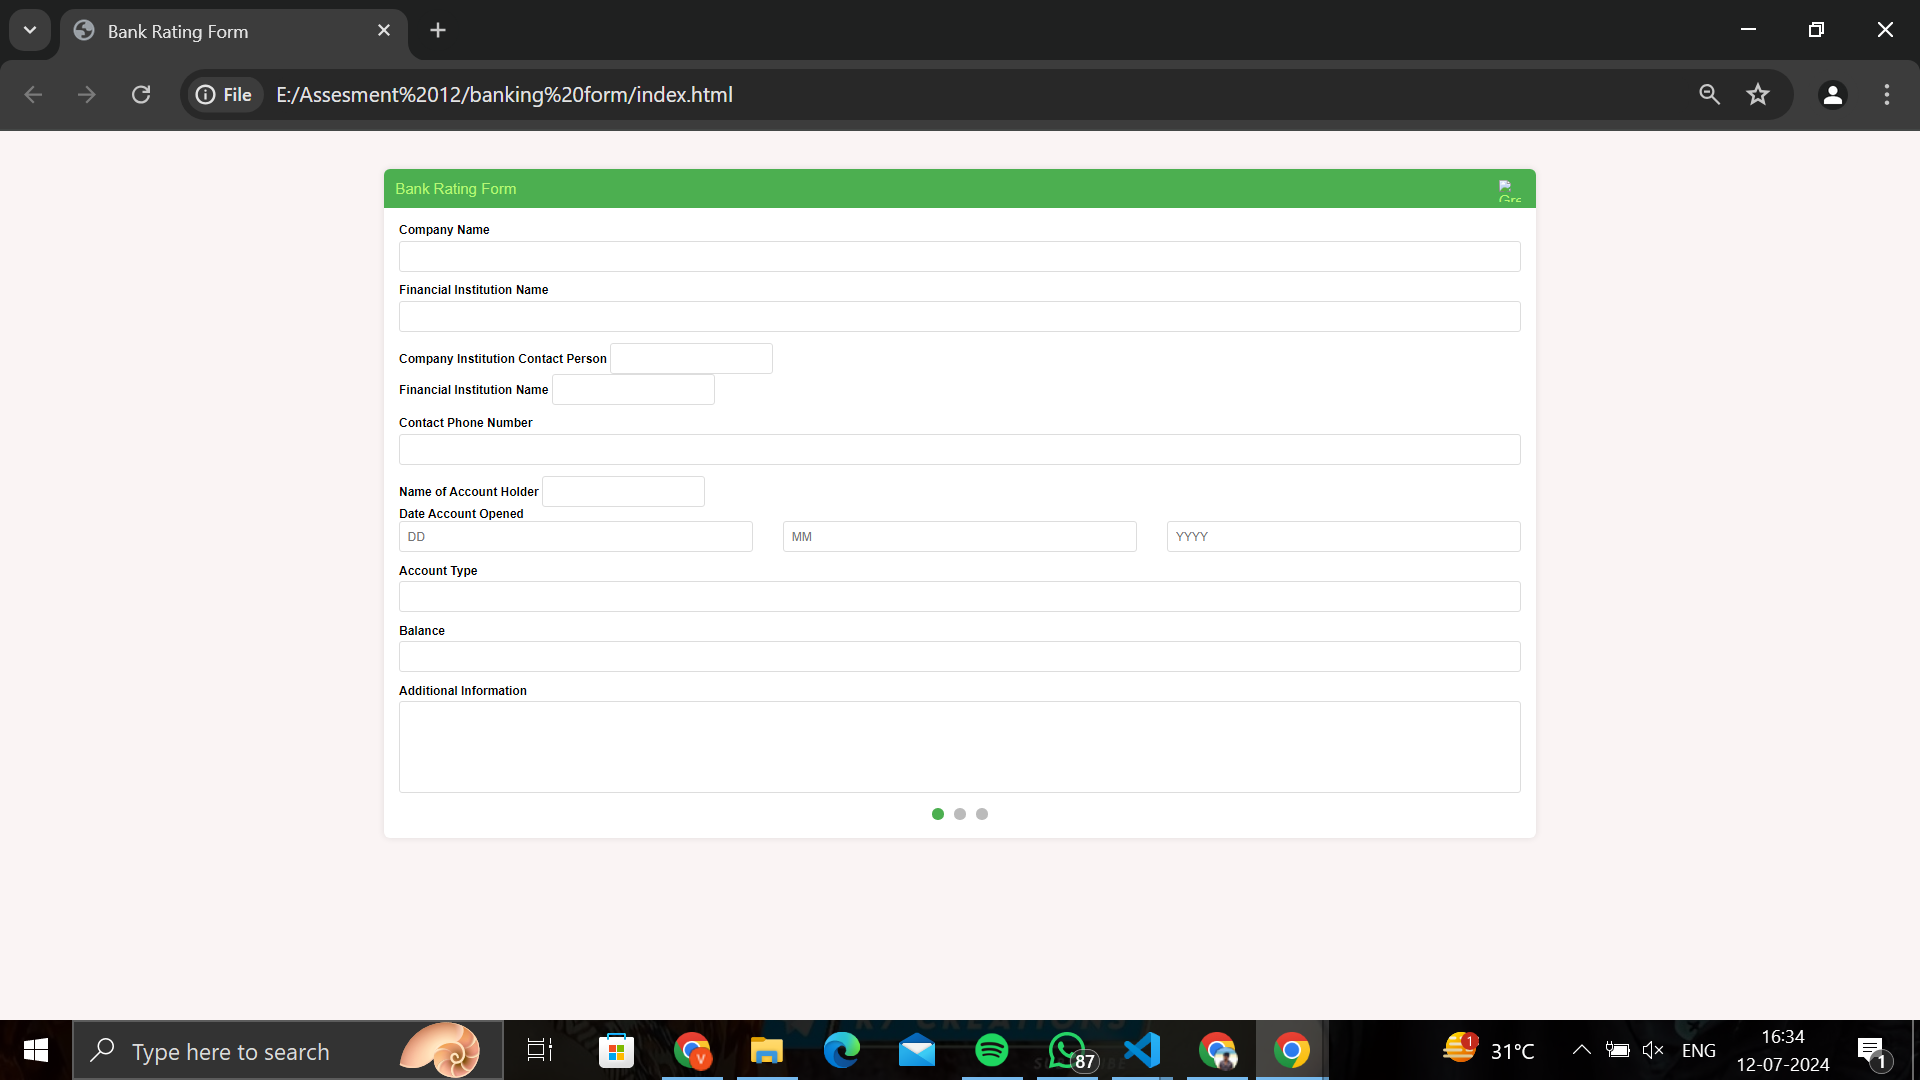 Bank Rating Form
File
E:/Assesment%2012/banking%20form/index.html
Bank Rating Form
Company Name
Financial Institution Name
Company Institution Contact Person
Financial Institution Name
Contact Phone Number
Name of Account Holder
Date Account Opened
DD
MM
YYYY
Account Type
Balance
Additional Information
Type here to search
V
87
1
31°C
ENG
16:34
12-07-2024
1